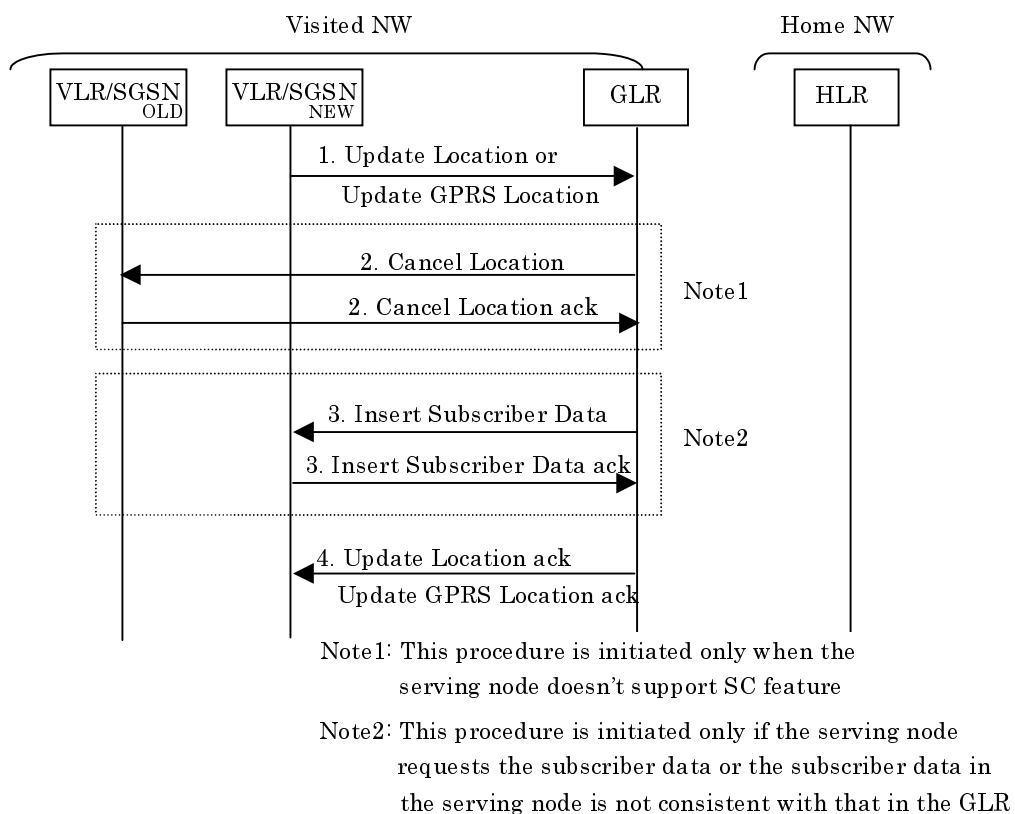 Visited NW
Home NW
VLR/SGSN
OLD
VLR/SGSN
NEW
GLR
HLR
1. Update Location or
Update GPRS Location
2. Cancel Location
Note1
2. Cancel Location ack
3. Insert Subscriber Data
Note2
3. Insert Subscriber Data ack
4. Update Location ack
Update GPRS Location ack
Note1: This procedure is initiated only when the
serving node doesn't support SC feature
Note2: This procedure is initiated only if the serving node
requests the subscriber data or the subscriber data in
the serving node is not consistent with that in the GLR